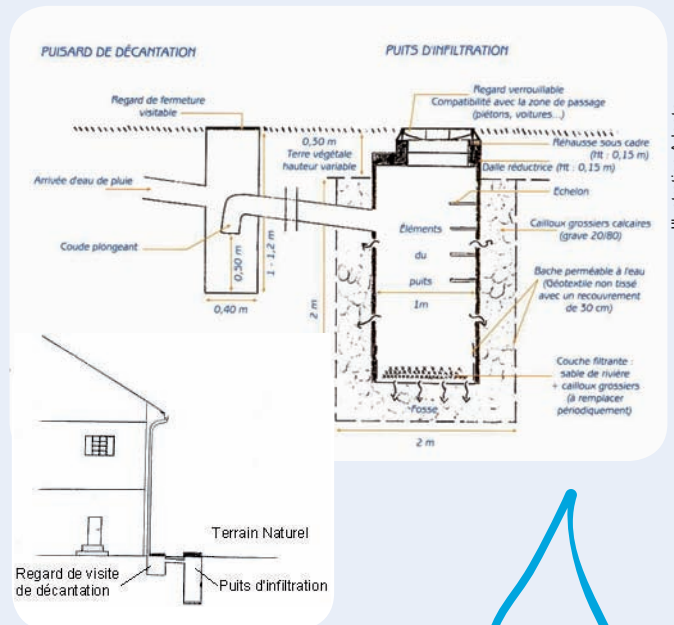 PUISARD DE DÉCANTATION
PUITS D'INFILTRATION
Regard de fermeture
visitable
Regard verrouillable
Compatibilité avec la zone de passage
(piétons, voitures...)
0,50 m
Terre végétale
hauteur variable
Réhausse sous cadre
(Ht : 0,15 m)
Dalle réductrice (Ht : 0,15 m)
Arrivée d'eau de pluie
Echelon
Cailloux grossiers calcaires
(grave 20/80)
Coude plongeant
Éléments
du
puits
1m
0,50 m
1 - 1,2 m
0,40 m
2 m
Bache perméable à l'eau
(Géotextile non tissé
avec un recouvrement
de 30 cm)
Couche filtrante :
sable de rivière
+ cailloux grossiers
(à remplacer
périodiquement)
Fosse
2 m
Terrain Naturel
Regard de visite
de décantation
Puits d'infiltration